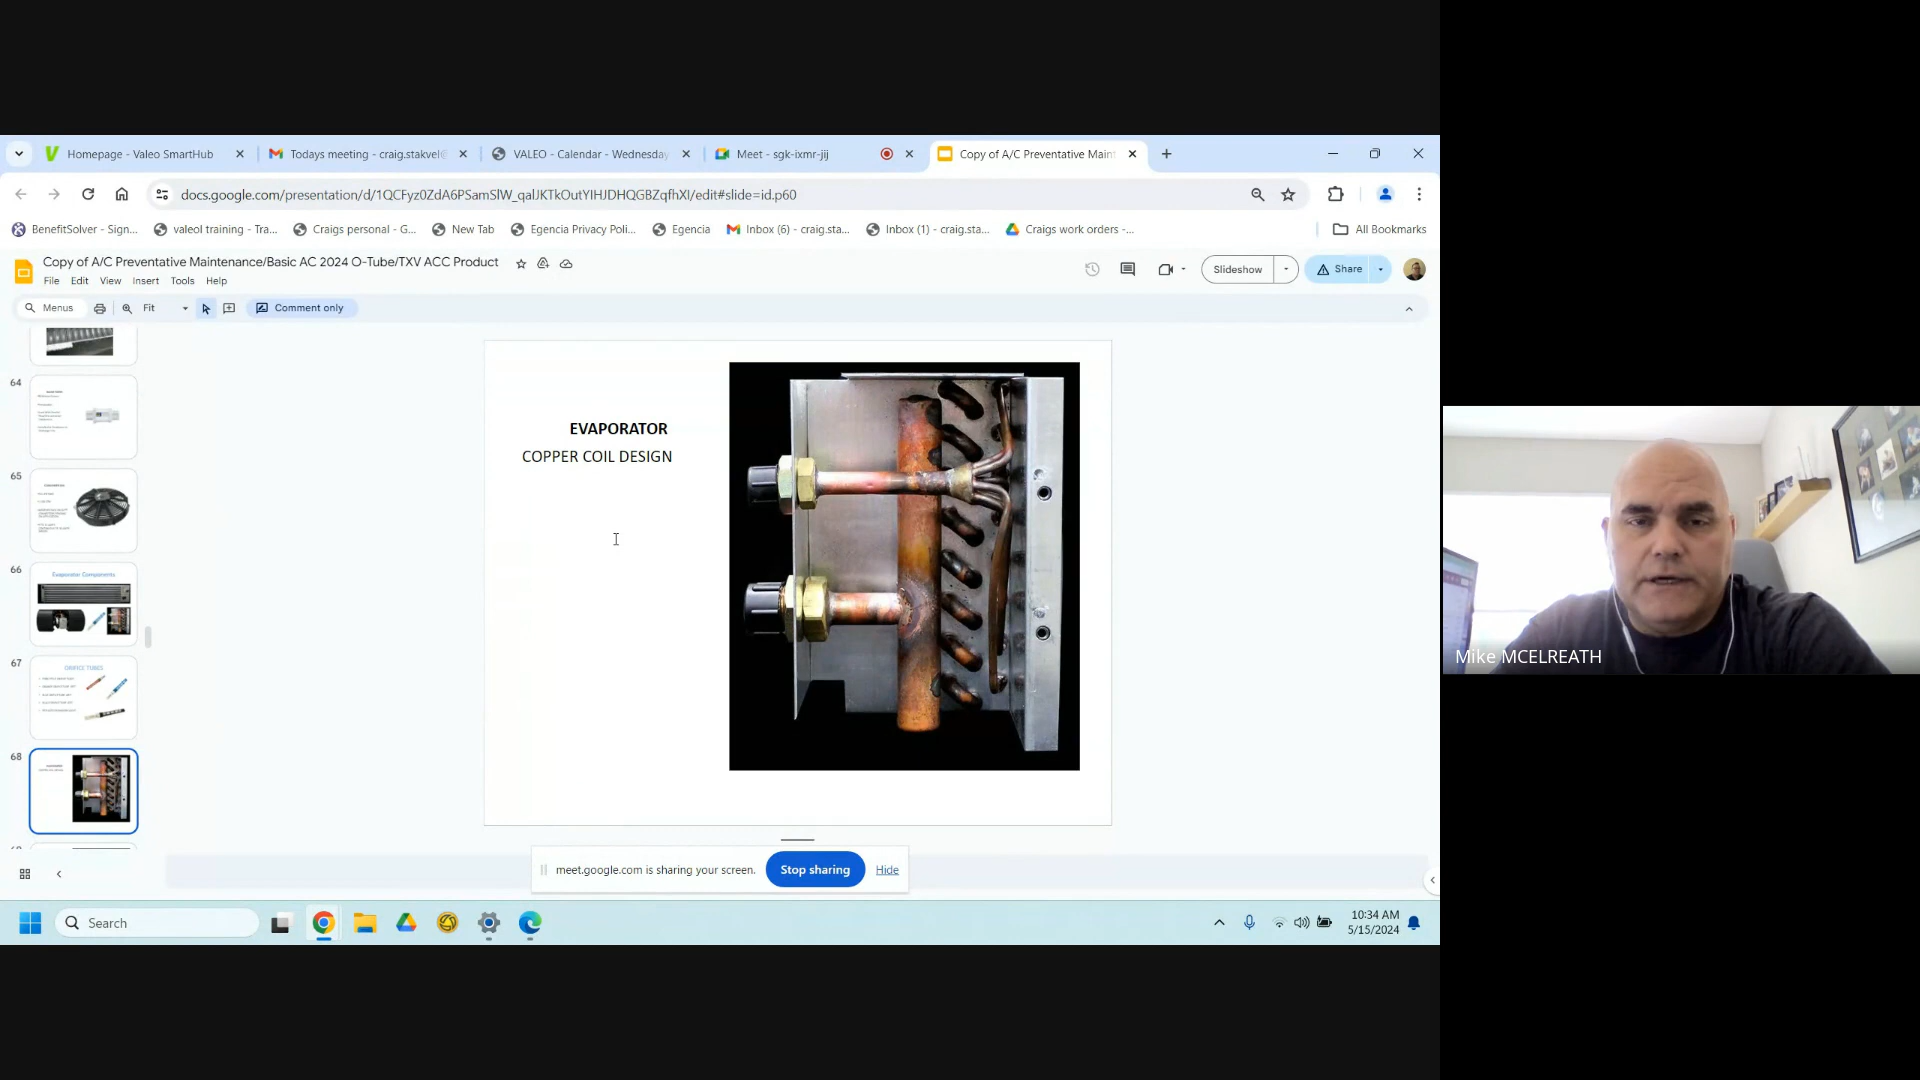 Homepage - Valeo SmartHub
Todays meeting - craig.stakvel
VALEO - Calendar - Wednesday
Meet - sgk-ixmr-jij
Copy of A/C Preventative Maint
docs.google.com/presentation/d/1QCFyz0ZdA6PSamSlW_qalJKTkOutYIHJDHQGBZqfhXI/edit#slide=id.p60
BenefitSolver - Sign...
valeol training - Tra...
Craigs personal - G...
New Tab
Egencia Privacy Poli...
Egencia
Inbox (6) - craig.sta...
Inbox (1) - craig.sta...
Craigs work orders -...
All Bookmarks
Copy of A/C Preventative Maintenance/Basic AC 2024 O-Tube/TXV ACC Product
File Edit View Insert Tools Help
Slideshow
Share
Menus
Fit
Comment only
64
65
66
Evaporator Components
67
ORIFICE TUBES
68
EVAPORATOR
COPPER COIL DESIGN
Mike MCELREATH
meet.google.com is sharing your screen.
Stop sharing
Hide
Search
10:34 AM
5/15/2024